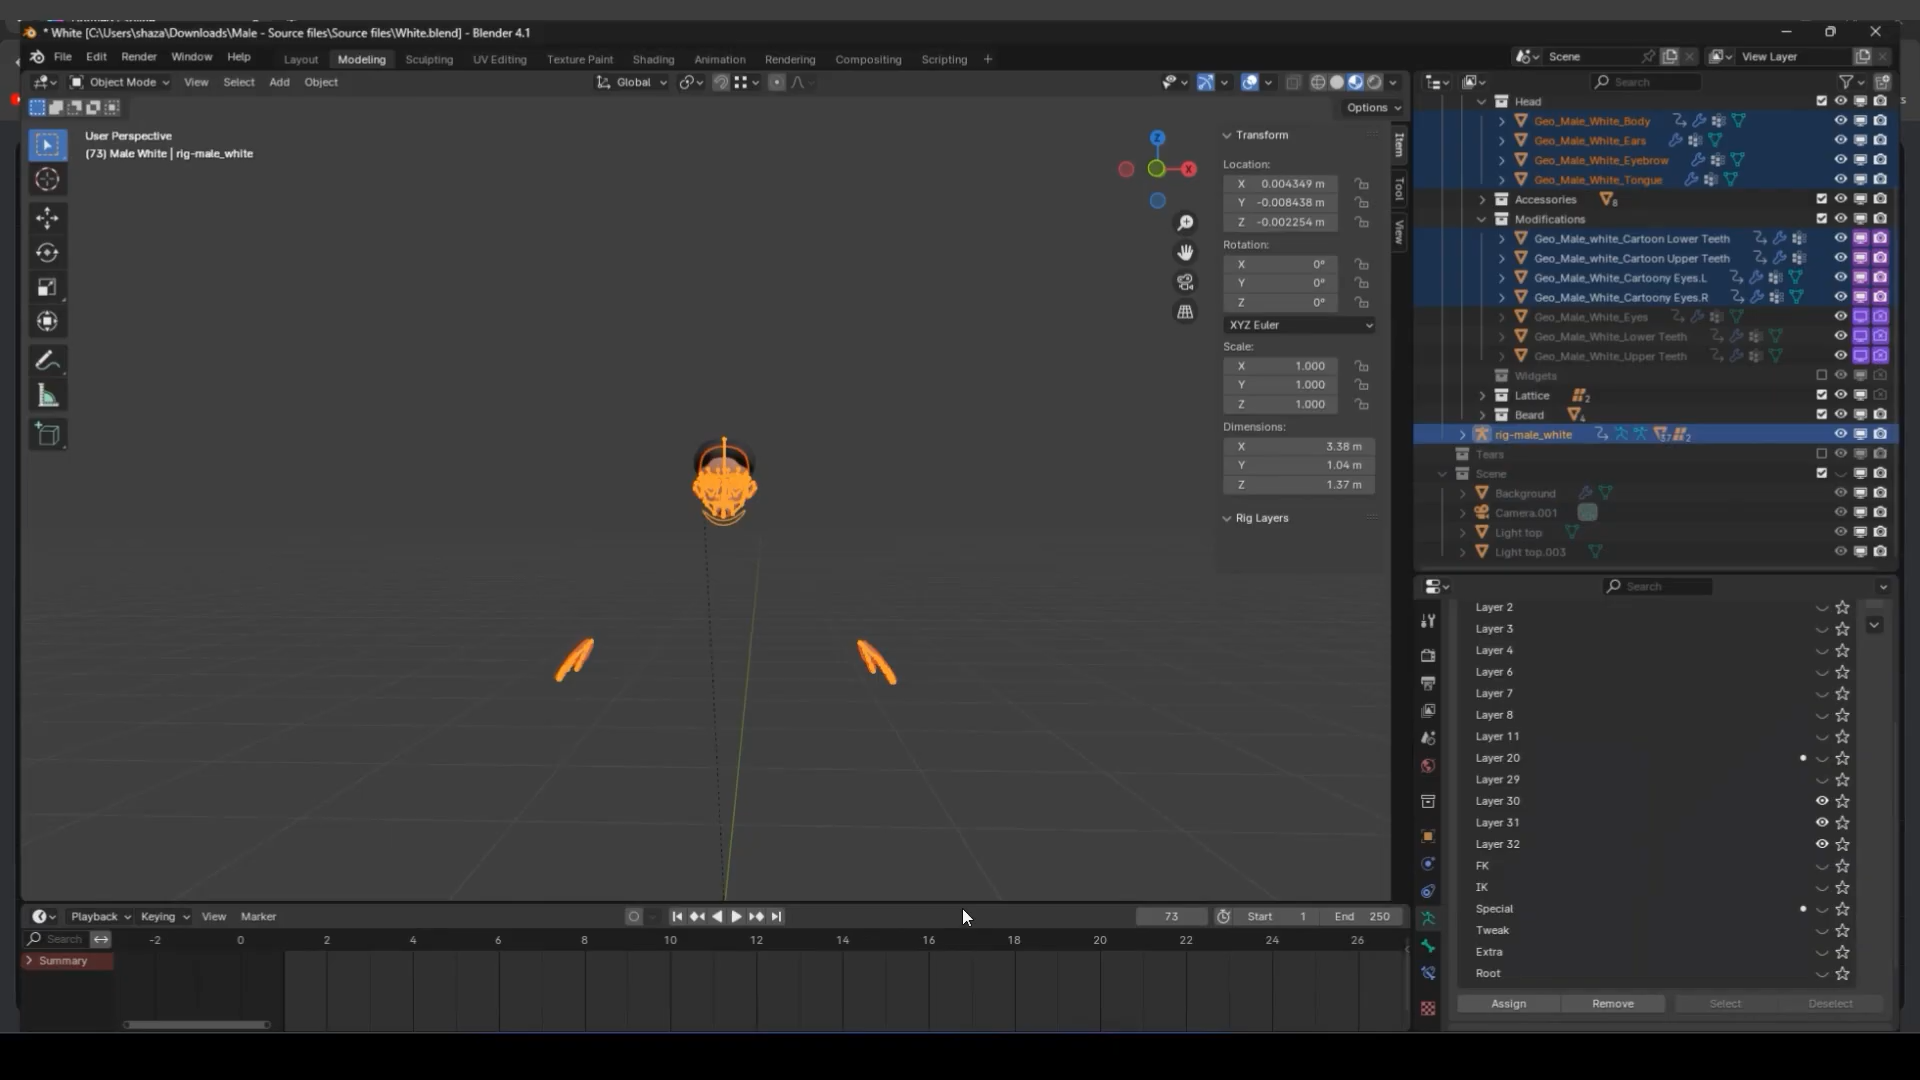 * White [C:\Users\shaza\Downloads\Male - Source files\Source files\White.blend] - Blender 4.1
File Edit Render Window Help Layout Modeling Sculpting UV Editing Texture Paint Shading Animation Rendering Compositing Scripting + Scene View Layer
Object Mode View Select Add Object Global Search
Options
User Perspective
(73) Male White | rig-male_white
Z
X
Item
Tool
View
Transform
Location:
X 0.004349 m
Y -0.008438 m
Z -0.002254 m
Rotation:
X 0°
Y 0°
Z 0°
XYZ Euler
Scale:
X 1.000
Y 1.000
Z 1.000
Dimensions:
X 3.38 m
Y 1.04 m
Z 1.37 m
Rig Layers
Head
Geo_Male_White_Body
Geo_Male_White_Ears
Geo_Male_White_Eyebrow
Geo_Male_White_Tongue
Accessories 8
Modifications
Geo_Male_white_Cartoon Lower Teeth
Geo_Male_white_Cartoon Upper Teeth
Geo_Male_White_Cartoony Eyes.L
Geo_Male_White_Cartoony Eyes.R
Geo_Male_White_Eyes
Geo_Male_White_Lower Teeth
Geo_Male_White_Upper Teeth
Widgets
Lattice 2
Beard 4
rig-male_white 37 2
Tears
Scene
Background
Camera.001
Light top
Light top.003
Search
Layer 2
Layer 3
Layer 4
Layer 6
Layer 7
Layer 8
Layer 11
Layer 20
Layer 29
Layer 30
Layer 31
Layer 32
FK
IK
Special
Tweak
Extra
Root
Assign Remove Select Deselect
Playback Keying View Marker 73 Start 1 End 250
Search -2 0 2 4 6 8 10 12 14 16 18 20 22 24 26
Summary